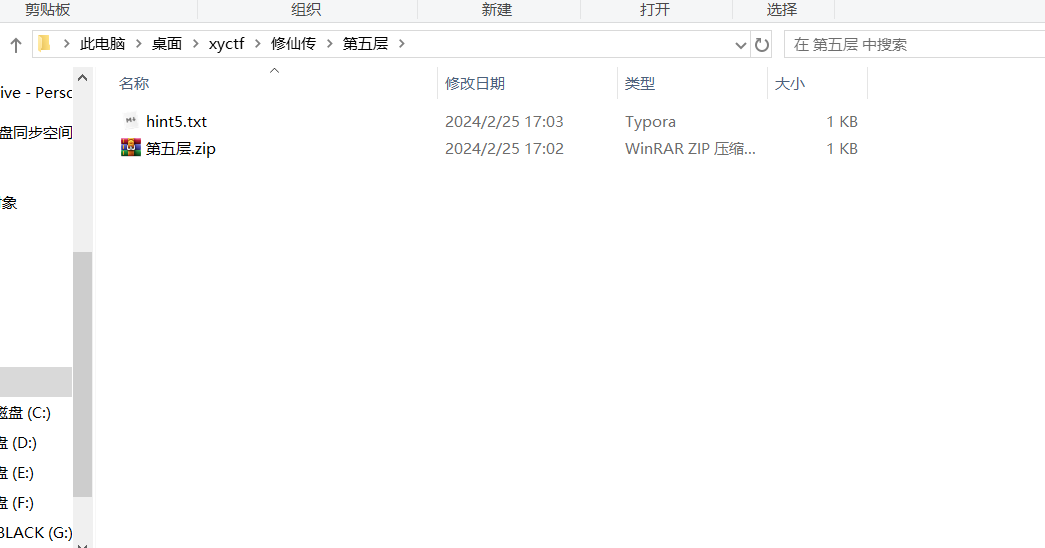 剪贴板 组织 新建 打开 选择
此电脑 桌面 xyctf 修仙传 第五层 在 第五层 中搜索
名称 修改日期 类型 大小
ive - Persc
hint5.txt 2024/2/25 17:03 Typora 1 KB
盘同步空间
第五层.zip 2024/2/25 17:02 WinRAR ZIP 压缩... 1 KB
象
磁盘 (C:)
盘 (D:)
盘 (E:)
盘 (F:)
BLACK (G:)